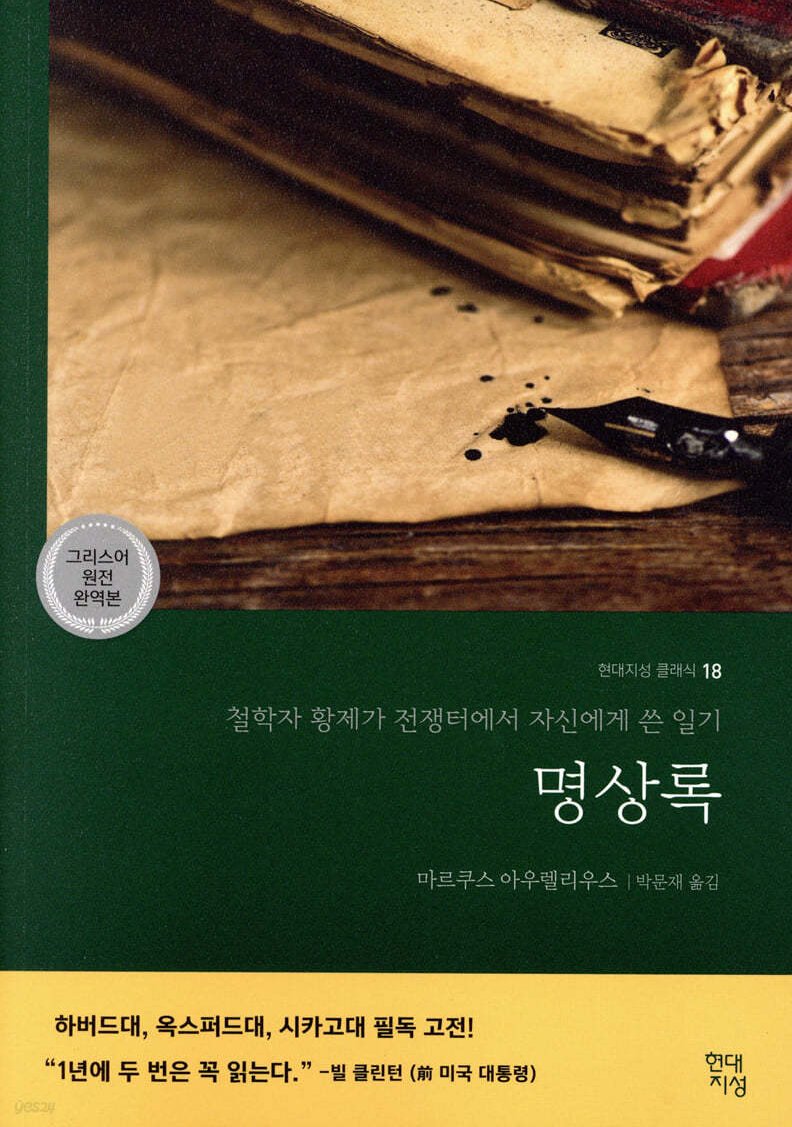 그리스어
원전
완역본
현대지성 클래식 18
철학자 황제가 전쟁터에서 자신에게 쓴 일기
명상록
마르쿠스 아우렐리우스 | 박문재 옮김
하버드대, 옥스퍼드대, 시카고대 필독 고전!
“1년에 두 번은 꼭 읽는다.” -빌 클린턴 (前 미국 대통령)
현대
지성
yes24